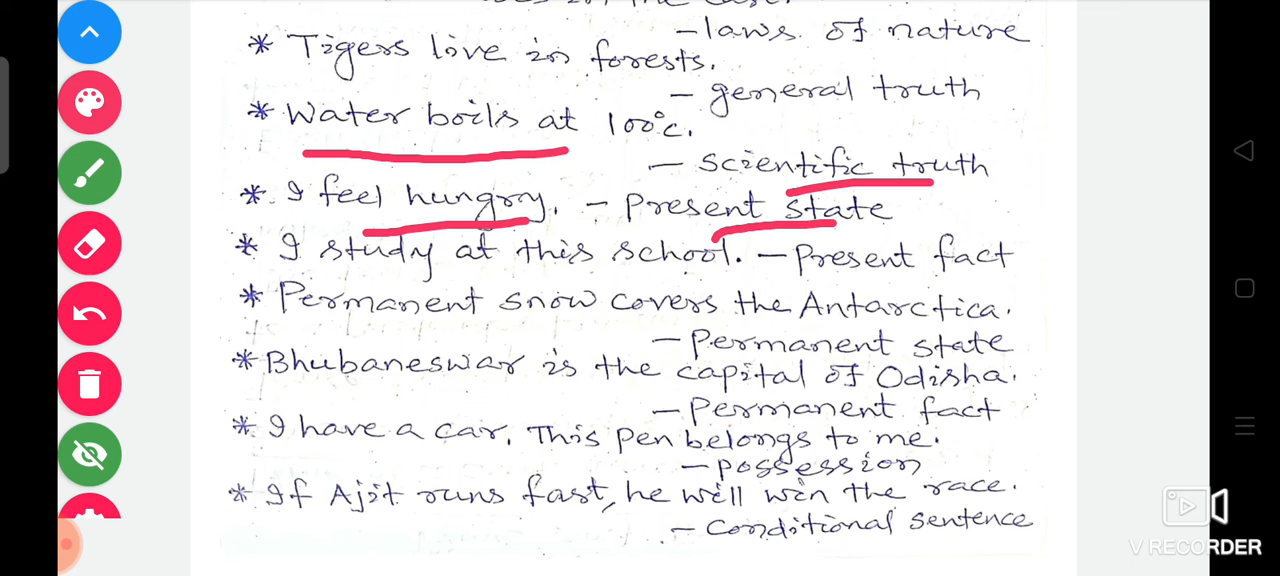 - laws of nature
* Tigers live in forests.
- general truth
* Water boils at 100°c.
- Scientific truth
* I feel hungry. - Present state
* I study at this school. - Present fact
* Permanent snow covers the Antarctica.
- Permanent state
* Bhubaneswar is the capital of Odisha.
- Permanent fact
* I have a car. This pen belongs to me.
- possession
* If Ajit runs fast, he will win the race.
- Conditional sentence
V RECORDER